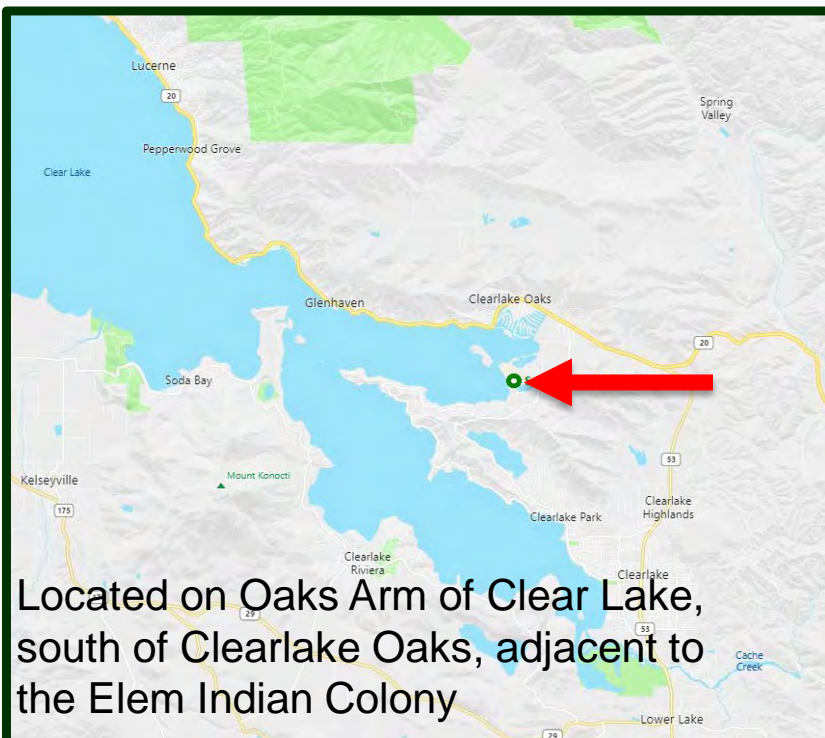 Lucerne
20
Spring
Valley
Pepperwood Grove
Clear Lake
Glenhaven
Clearlake Oaks
20
Soda Bay
S
Kelseyville
Mount Konocti
53
175
Clearlake
Highlands
Clearlake Park
Clearlake
Riviera
Clearlake
Located on Oaks Arm of Clear Lake,
29
53
south of Clearlake Oaks, adjacent to
Cache
Creek
the Elem Indian Colony
Lower Lake
29